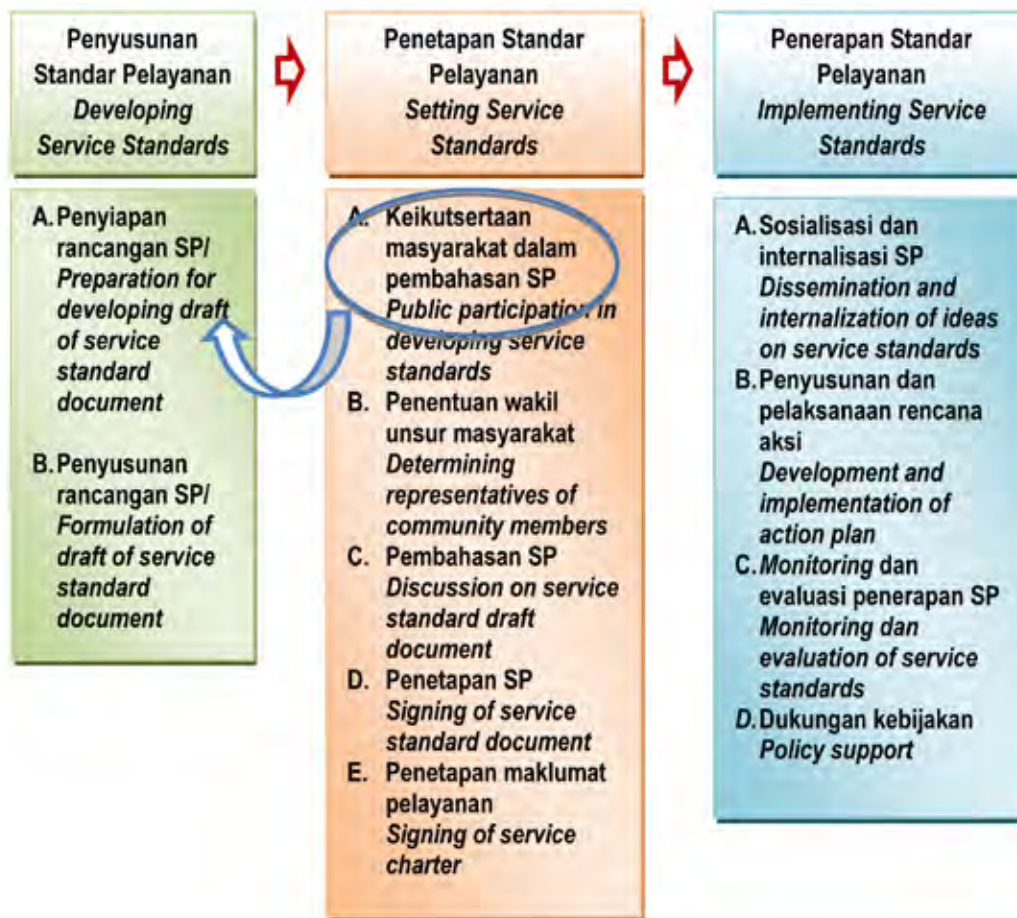 Penyusunan
Standar Pelayanan
Developing
Service Standards
Penetapan Standar
Pelayanan
Setting Service
Standards
Penerapan Standar
Pelayanan
Implementing Service
Standards
A. Penyiapan
rancangan SP/
Preparation for
developing draft
of service
standard
document
B. Penyusunan
rancangan SP/
Formulation of
draft of service
standard
document
A. Keikutsertaan
masyarakat dalam
pembahasan SP
Public participation in
developing service
standards
B. Penentuan wakil
unsur masyarakat
Determining
representatives of
community members
C. Pembahasan SP
Discussion on service
standard draft
document
D. Penetapan SP
Signing of service
standard document
E. Penetapan maklumat
pelayanan
Signing of service
charter
A. Sosialisasi dan
internalisasi SP
Dissemination and
internalization of ideas
on service standards
B. Penyusunan dan
pelaksanaan rencana
aksi
Development and
implementation of
action plan
C. Monitoring dan
evaluasi penerapan SP
Monitoring dan
evaluation of service
standards
D. Dukungan kebijakan
Policy support